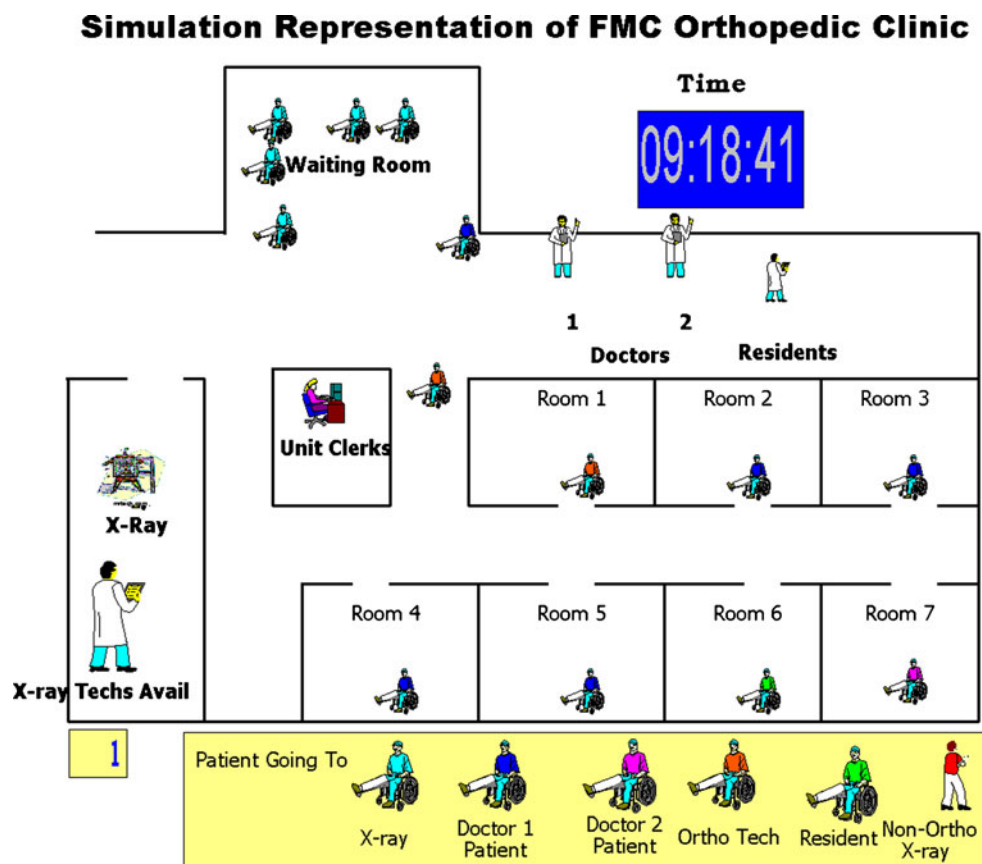 Simulation Representation of FMC Orthopedic Clinic
Time
09:18:41
Waiting Room
1
2
Doctors
Residents
Room 1
Room 2
Room 3
Unit Clerks
X-Ray
Room 4
Room 5
Room 6
Room 7
X-ray Techs Avail
1
Patient Going To
X-ray
Doctor 1
Patient
Doctor 2
Patient
Ortho Tech
Resident
Non-Ortho
X-ray